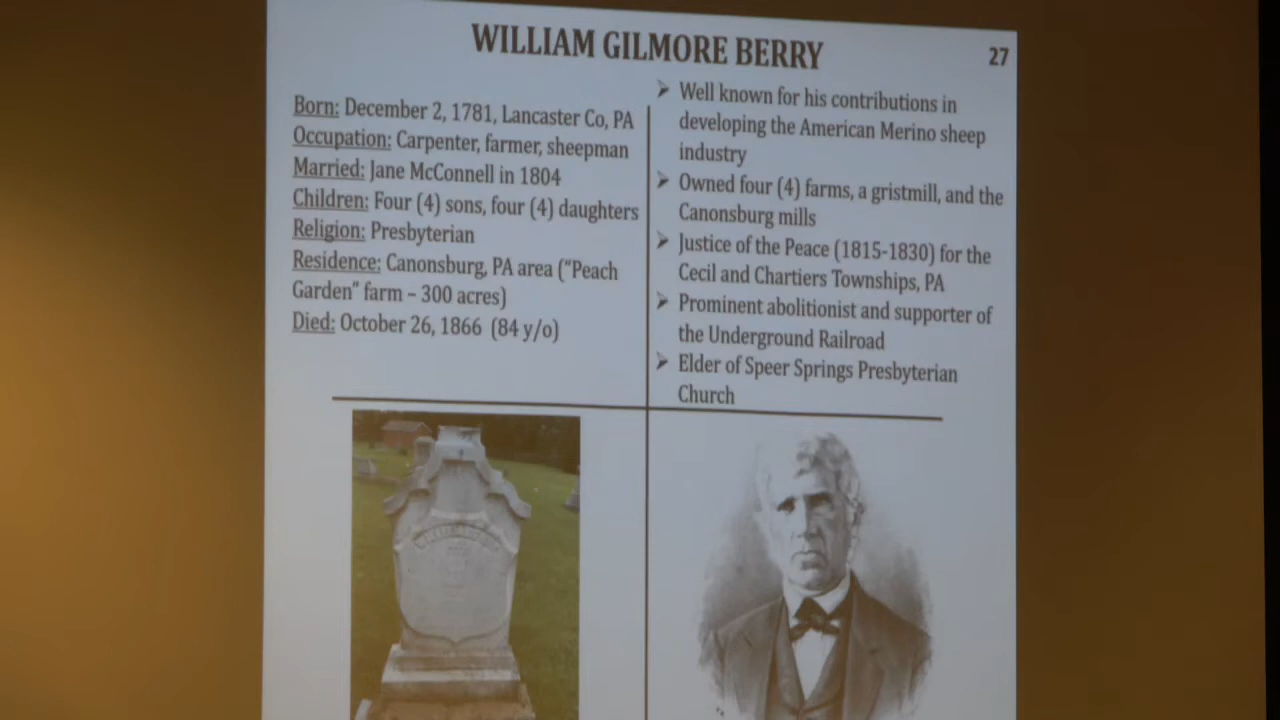 WILLIAM GILMORE BERRY
27
Born: December 2, 1781, Lancaster Co, PA
Occupation: Carpenter, farmer, sheepman
Married: Jane McConnell in 1804
Children: Four (4) sons, four (4) daughters
Religion: Presbyterian
Residence: Canonsburg, PA area (“Peach
Garden” farm – 300 acres)
Died: October 26, 1866 (84 y/o)
➢ Well known for his contributions in
developing the American Merino sheep
industry
➢ Owned four (4) farms, a gristmill, and the
Canonsburg mills
➢ Justice of the Peace (1815-1830) for the
Cecil and Chartiers Townships, PA
➢ Prominent abolitionist and supporter of
the Underground Railroad
➢ Elder of Speer Springs Presbyterian
Church